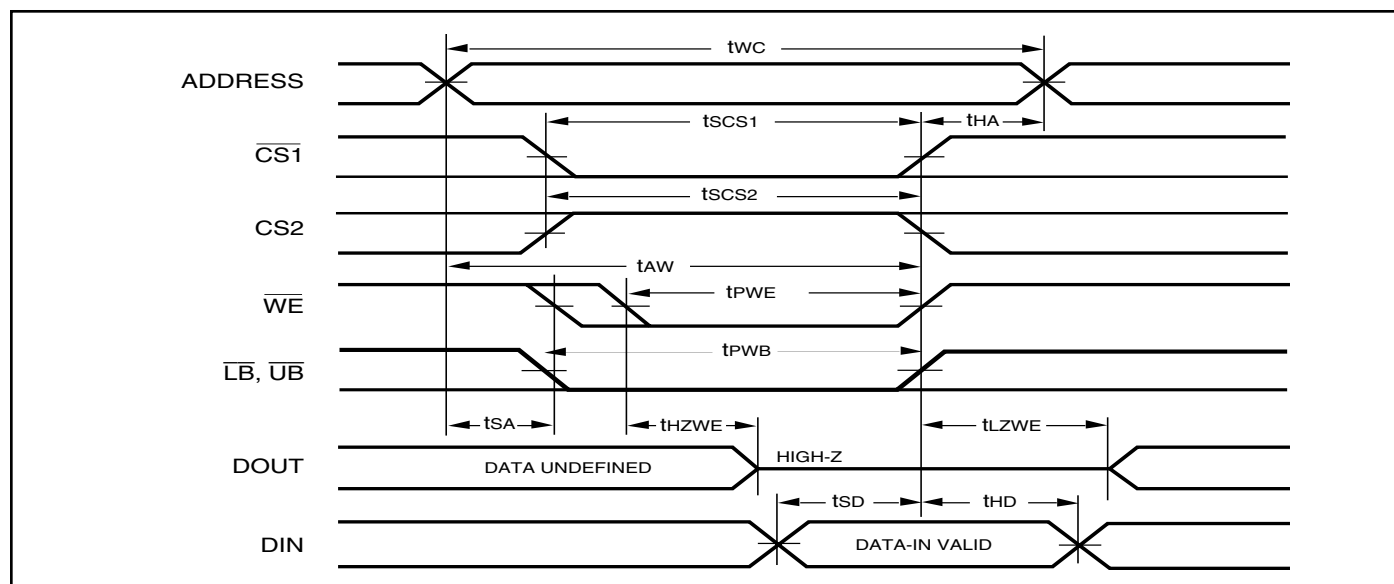 tWC
ADDRESS
tSCS1
tHA
CS1
tSCS2
CS2
tAW
WE
tPWE
tPWB
LB, UB
tSA
tHZWE
tLZWE
DOUT
DATA UNDEFINED
HIGH-Z
tSD
tHD
DIN
DATA-IN VALID